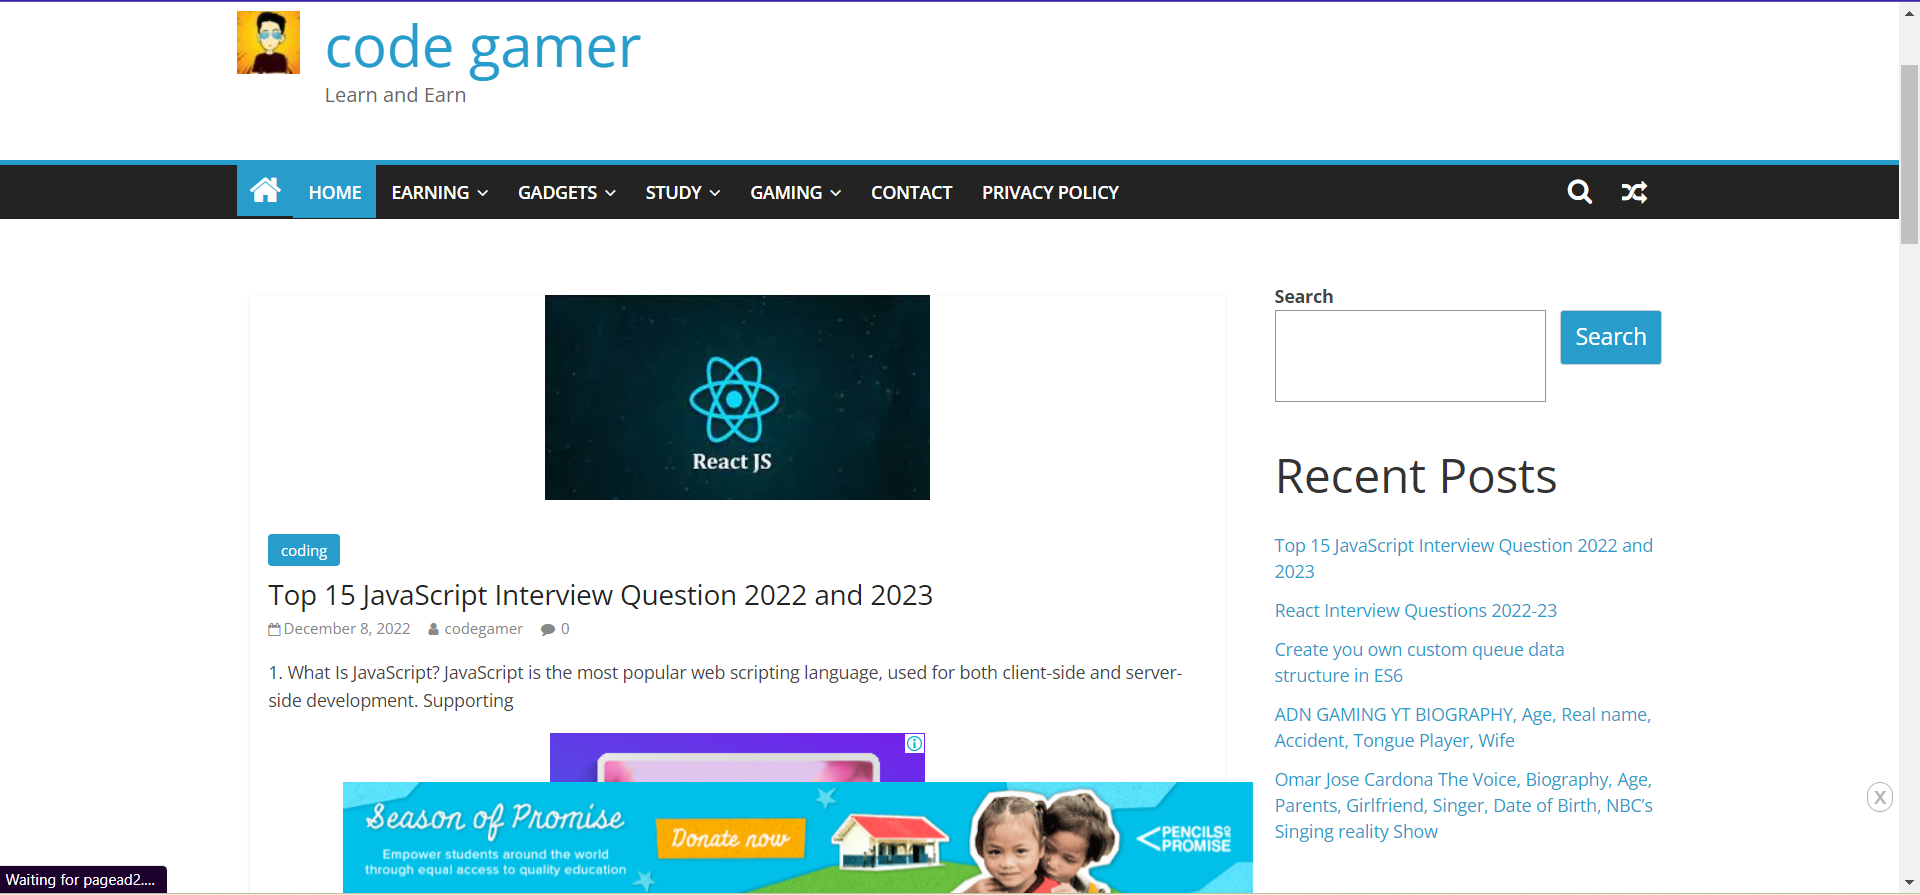 code gamer
Learn and Earn
HOME EARNING GADGETS STUDY GAMING CONTACT PRIVACY POLICY
React JS
coding
Top 15 JavaScript Interview Question 2022 and 2023
December 8, 2022 codegamer 0
1. What Is JavaScript? JavaScript is the most popular web scripting language, used for both client-side and server-
side development. Supporting
Search
Search
Recent Posts
Top 15 JavaScript Interview Question 2022 and
2023
React Interview Questions 2022-23
Create you own custom queue data
structure in ES6
ADN GAMING YT BIOGRAPHY, Age, Real name,
Accident, Tongue Player, Wife
Omar Jose Cardona The Voice, Biography, Age,
Parents, Girlfriend, Singer, Date of Birth, NBC’s
Singing reality Show
Season of Promise
Empower students around the world
through equal access to quality education
Donate now
PENCILS OF
PROMISE
X
Waiting for pagead2....